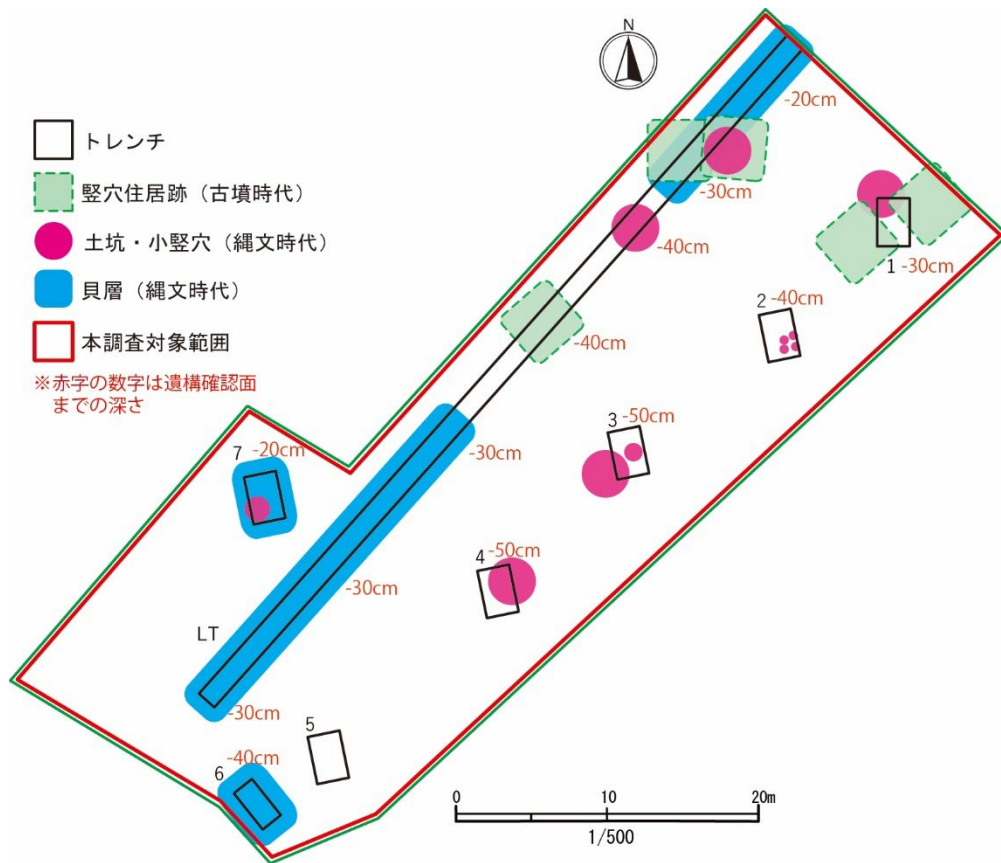 N
トレンチ
竪穴住居跡（古墳時代）
土坑・小竪穴（縄文時代）
貝層（縄文時代）
本調査対象範囲
※赤字の数字は遺構確認面
までの深さ
-20cm
-30cm
-40cm
1
-30cm
2
-40cm
-40cm
3
-50cm
-30cm
7
-20cm
4
-50cm
-30cm
LT
-30cm
5
-40cm
6
0
10
20m
1/500